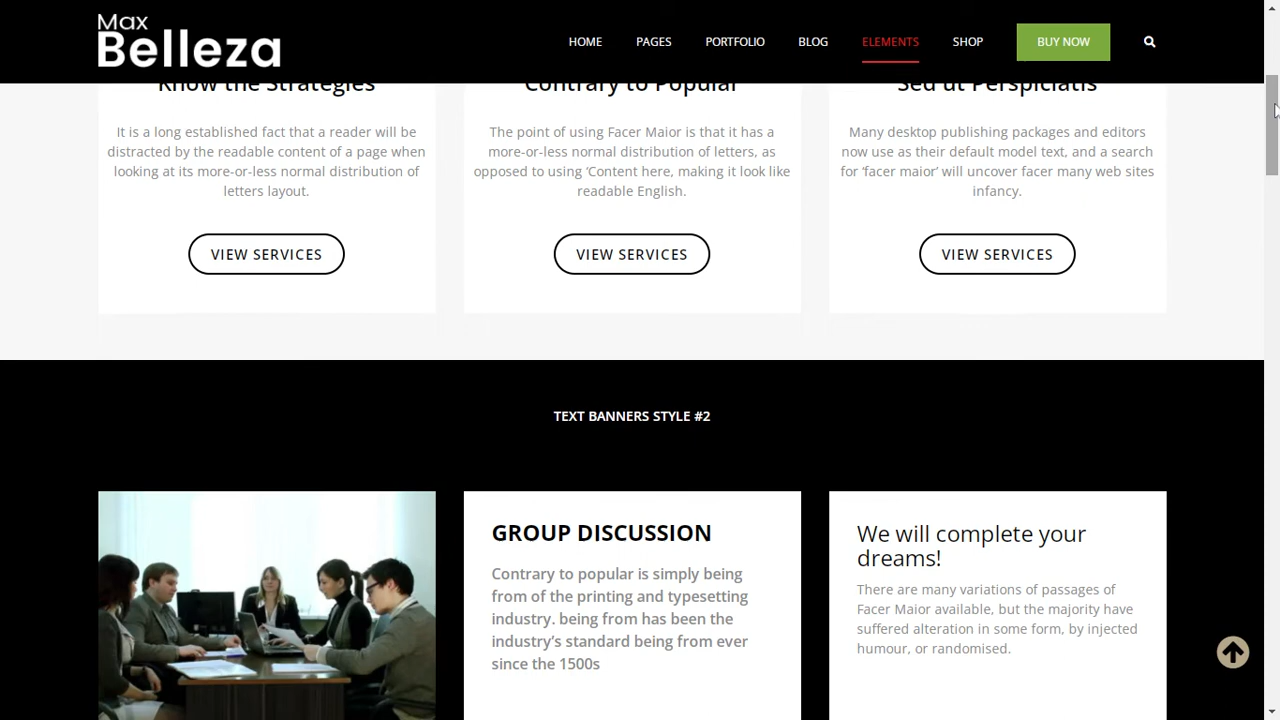 Max
Belleza
HOME PAGES PORTFOLIO BLOG ELEMENTS SHOP BUY NOW
Know the Strategies
Contrary to Popular
Sed ut Perspiciatis
It is a long established fact that a reader will be
distracted by the readable content of a page when
looking at its more-or-less normal distribution of
letters layout.
The point of using Facer Maior is that it has a
more-or-less normal distribution of letters, as
opposed to using ‘Content here, making it look like
readable English.
Many desktop publishing packages and editors
now use as their default model text, and a search
for ‘facer maior’ will uncover facer many web sites
infancy.
VIEW SERVICES
VIEW SERVICES
VIEW SERVICES
TEXT BANNERS STYLE #2
GROUP DISCUSSION
Contrary to popular is simply being
from of the printing and typesetting
industry. being from has been the
industry’s standard being from ever
since the 1500s
We will complete your
dreams!
There are many variations of passages of
Facer Maior available, but the majority have
suffered alteration in some form, by injected
humour, or randomised.